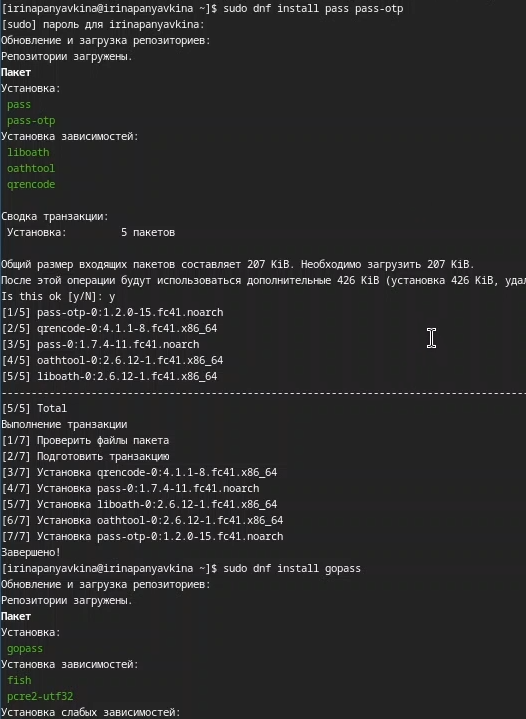 [irinapanyavkina@irinapanyavkina ~]$ sudo dnf install pass pass-otp
[sudo] пароль для irinapanyavkina:
Обновление и загрузка репозиториев:
Репозитории загружены.
Пакет
Установка:
pass
pass-otp
Установка зависимостей:
liboath
oathtool
qrencode
Сводка транзакции:
Установка: 5 пакетов
Общий размер входящих пакетов составляет 207 KiB. Необходимо загрузить 207 KiB.
После этой операции будут использоваться дополнительные 426 KiB (установка 426 KiB, удал
Is this ok [y/N]: y
[1/5] pass-otp-0:1.2.0-15.fc41.noarch
[2/5] qrencode-0:4.1.1-8.fc41.x86_64
[3/5] pass-0:1.7.4-11.fc41.noarch
[4/5] oathtool-0:2.6.12-1.fc41.x86_64
[5/5] liboath-0:2.6.12-1.fc41.x86_64
--------------------------------------------------------------------------------
[5/5] Total
Выполнение транзакции
[1/7] Проверить файлы пакета
[2/7] Подготовить транзакцию
[3/7] Установка qrencode-0:4.1.1-8.fc41.x86_64
[4/7] Установка pass-0:1.7.4-11.fc41.noarch
[5/7] Установка liboath-0:2.6.12-1.fc41.x86_64
[6/7] Установка oathtool-0:2.6.12-1.fc41.x86_64
[7/7] Установка pass-otp-0:1.2.0-15.fc41.noarch
Завершено!
[irinapanyavkina@irinapanyavkina ~]$ sudo dnf install gopass
Обновление и загрузка репозиториев:
Репозитории загружены.
Пакет
Установка:
gopass
Установка зависимостей:
fish
pcre2-utf32
Установка слабых зависимостей: